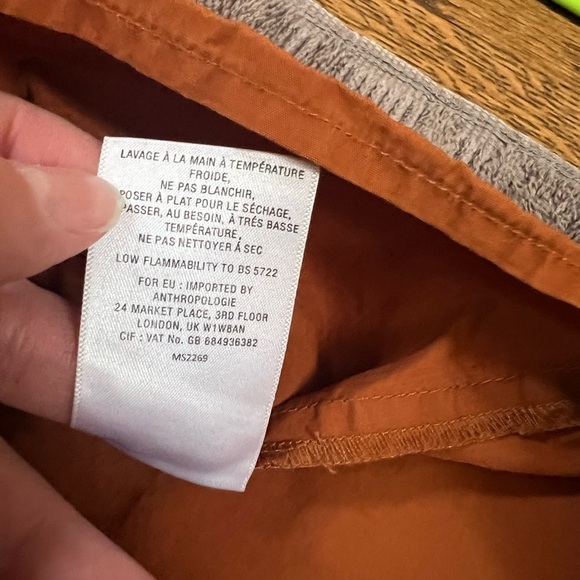 LAVAGE À LA MAIN À TEMPÉRATURE
FROIDE,
NE PAS BLANCHIR,
POSER À PLAT POUR LE SÉCHAGE,
PASSER, AU BESOIN, À TRÉS BASSE
TEMPÉRATURE,
NE PAS NETTOYER Á SEC
LOW FLAMMABILITY TO BS 5722
FOR EU : IMPORTED BY
ANTHROPOLOGIE
24 MARKET PLACE, 3RD FLOOR
LONDON, UK W1W8AN
CIF : VAT No. GB 684936382
MS2269